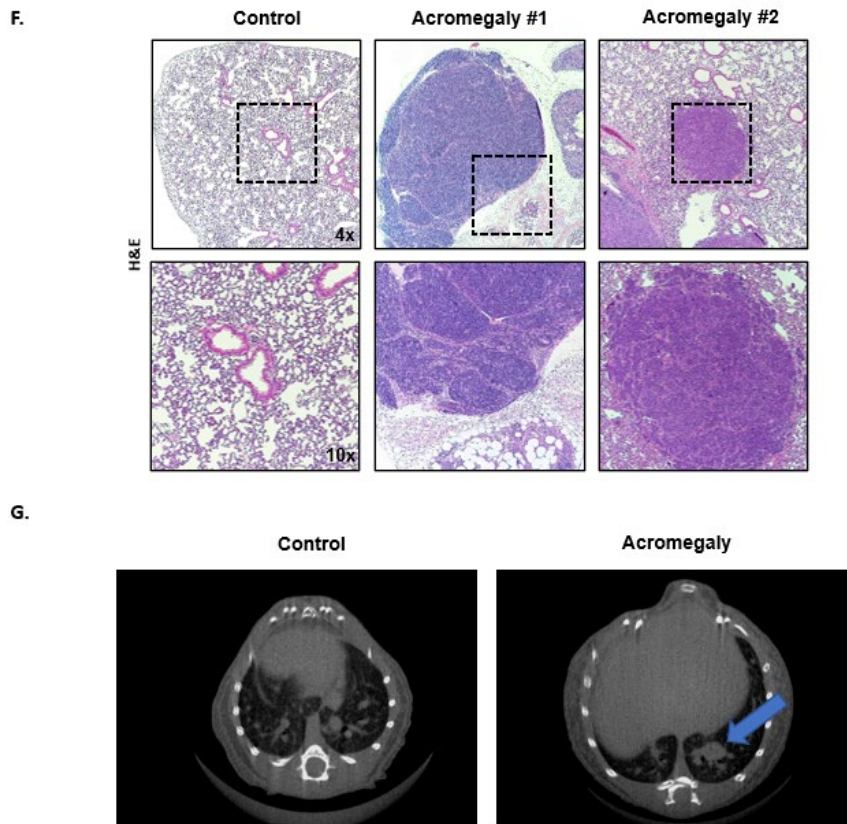 F.
Control Acromegaly #1 Acromegaly #2
H&E
4x
10x
G.
Control Acromegaly